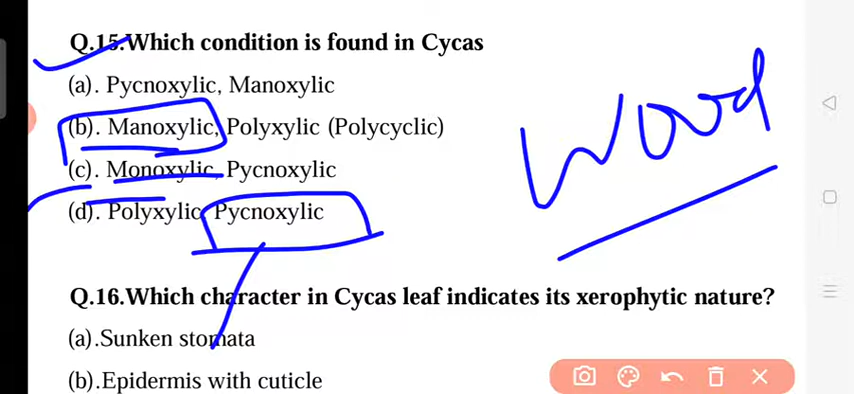 Q.15.Which condition is found in Cycas
(a). Pycnoxylic, Manoxylic
(b). Manoxylic, Polyxylic (Polycyclic)
(c). Monoxylic, Pycnoxylic
(d). Polyxylic, Pycnoxylic
Wood
Q.16.Which character in Cycas leaf indicates its xerophytic nature?
(a).Sunken stomata
(b).Epidermis with cuticle